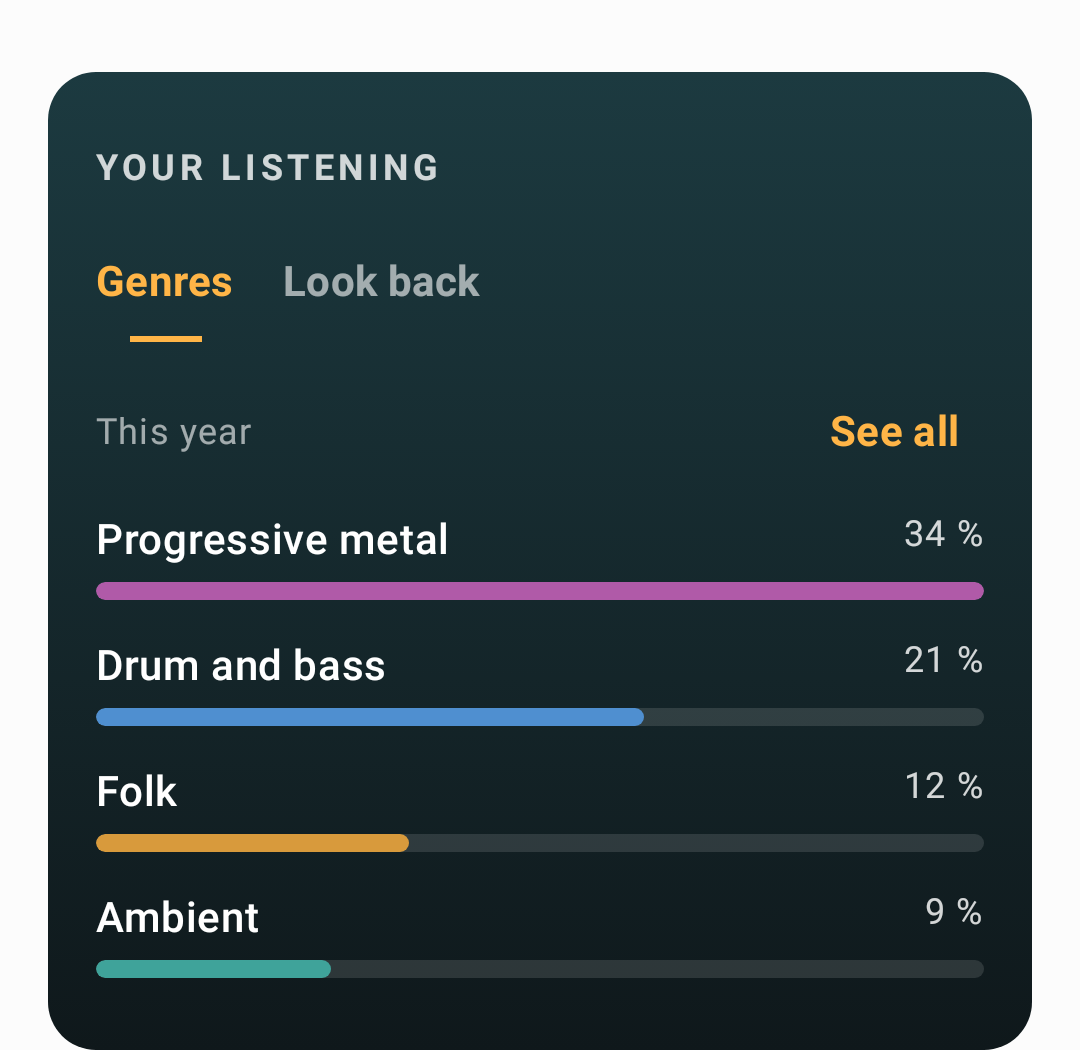 YOUR LISTENING
Genres Look back
This year See all
Progressive metal 34 %
Drum and bass 21 %
Folk 12 %
Ambient 9 %